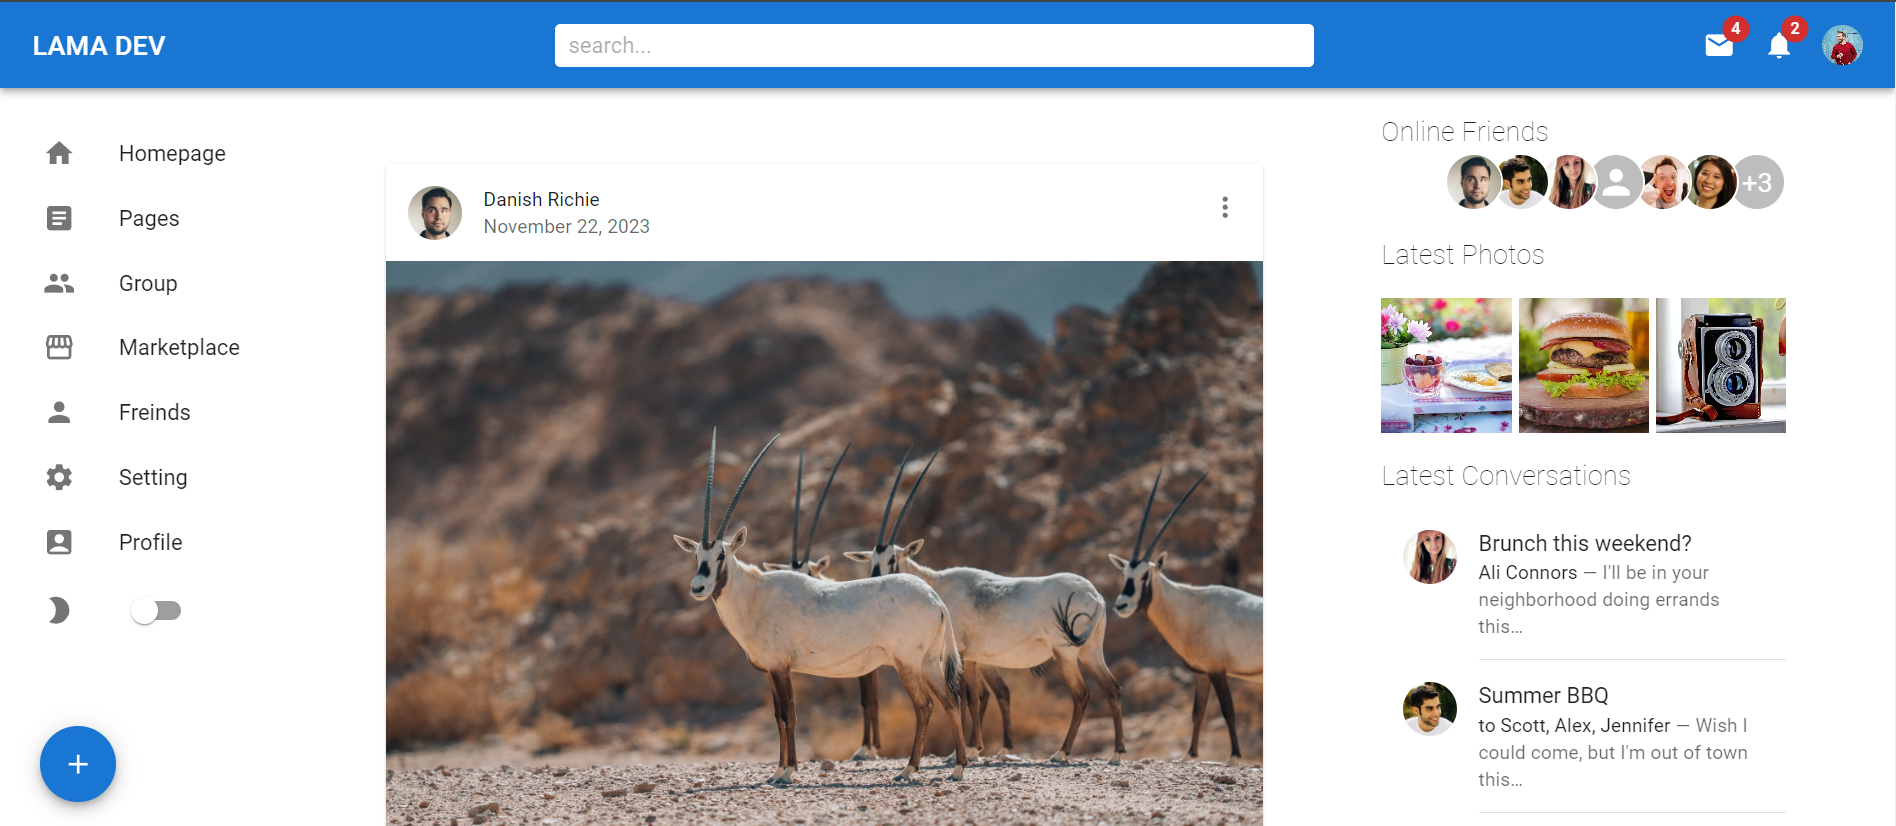 LAMA DEV
search...
4
2
Homepage
Pages
Group
Marketplace
Freinds
Setting
Profile
Danish Richie
November 22, 2023
Online Friends
+3
Latest Photos
Latest Conversations
Brunch this weekend?
Ali Connors — I'll be in your
neighborhood doing errands
this…
Summer BBQ
to Scott, Alex, Jennifer — Wish I
could come, but I'm out of town
this…